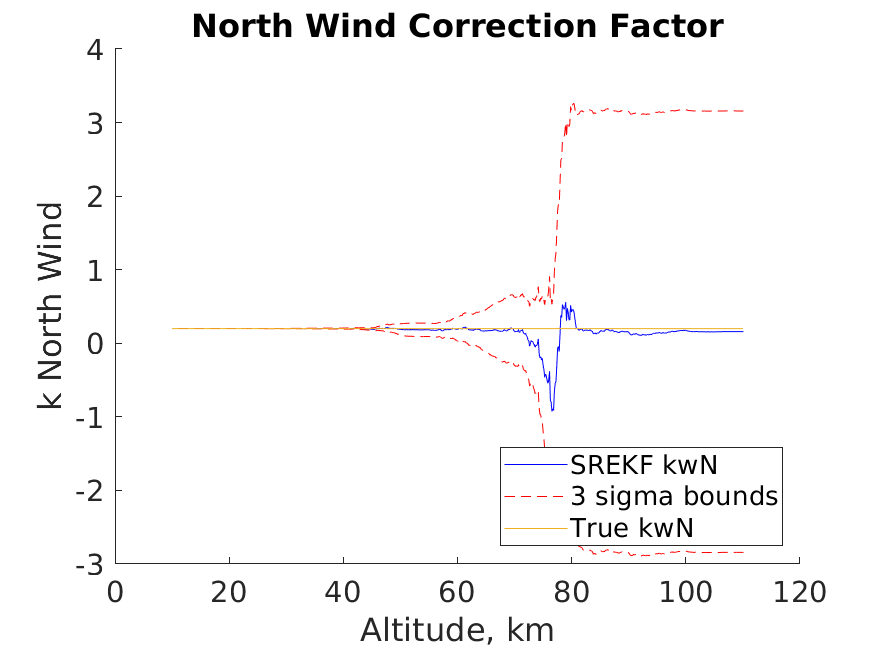 North Wind Correction Factor
4
3
2
1
0
-1
-2
-3
k North Wind
SREKF kwN
3 sigma bounds
True kwN
0 20 40 60 80 100 120
Altitude, km